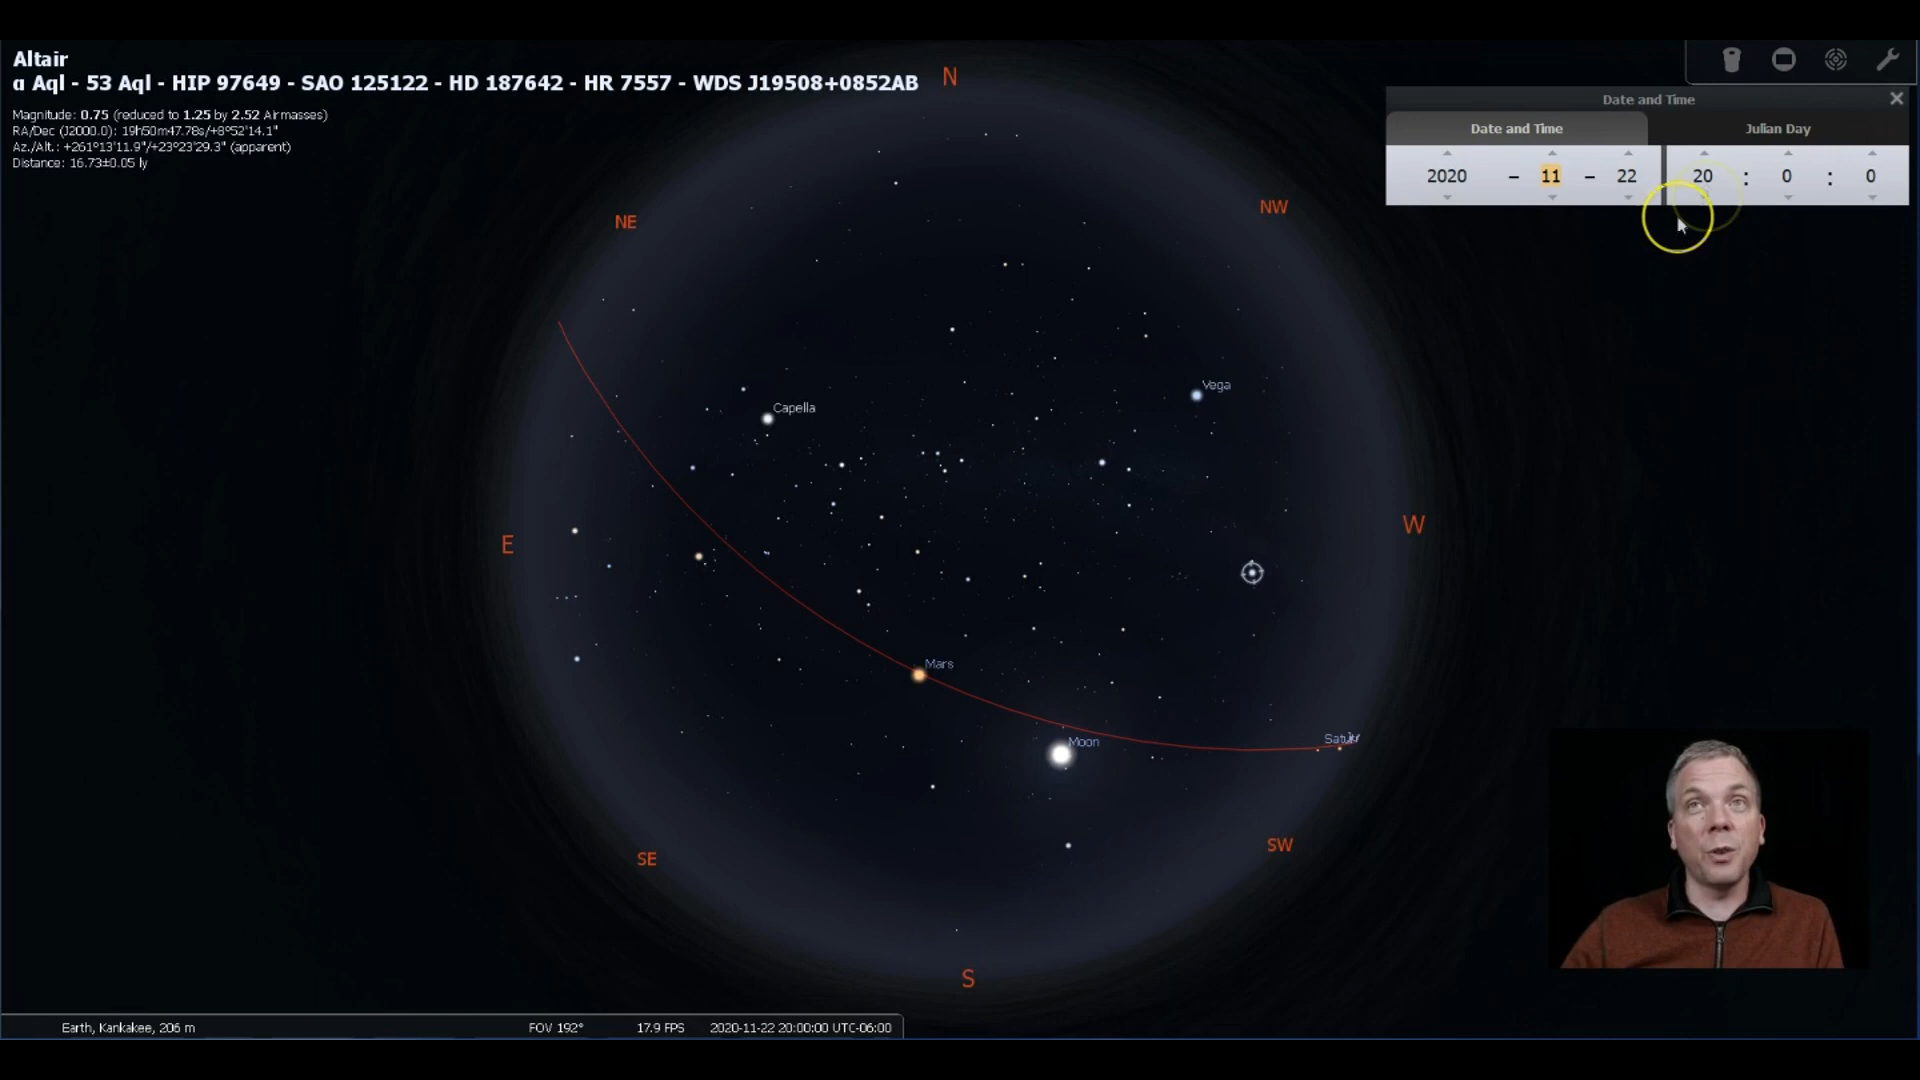 Altair
α Aql - 53 Aql - HIP 97649 - SAO 125122 - HD 187642 - HR 7557 - WDS J19508+0852AB
Magnitude: 0.75 (reduced to 1.25 by 2.52 Airmasses)
RA/Dec (J2000.0): 19h50m47.78s/+8°52'14.1"
Az./Alt.: +261°13'11.9"/+23°23'29.3" (apparent)
Distance: 16.73±0.05 ly
Date and Time
Date and Time
Julian Day
2020 - 11 - 22
20 : 0 : 0
N
NE
NW
Vega
Capella
E
W
Mars
Moon
SE
SW
S
Earth, Kankakee, 206 m
FOV 192°
17.9 FPS
2020-11-22 20:00:00 UTC-06:00